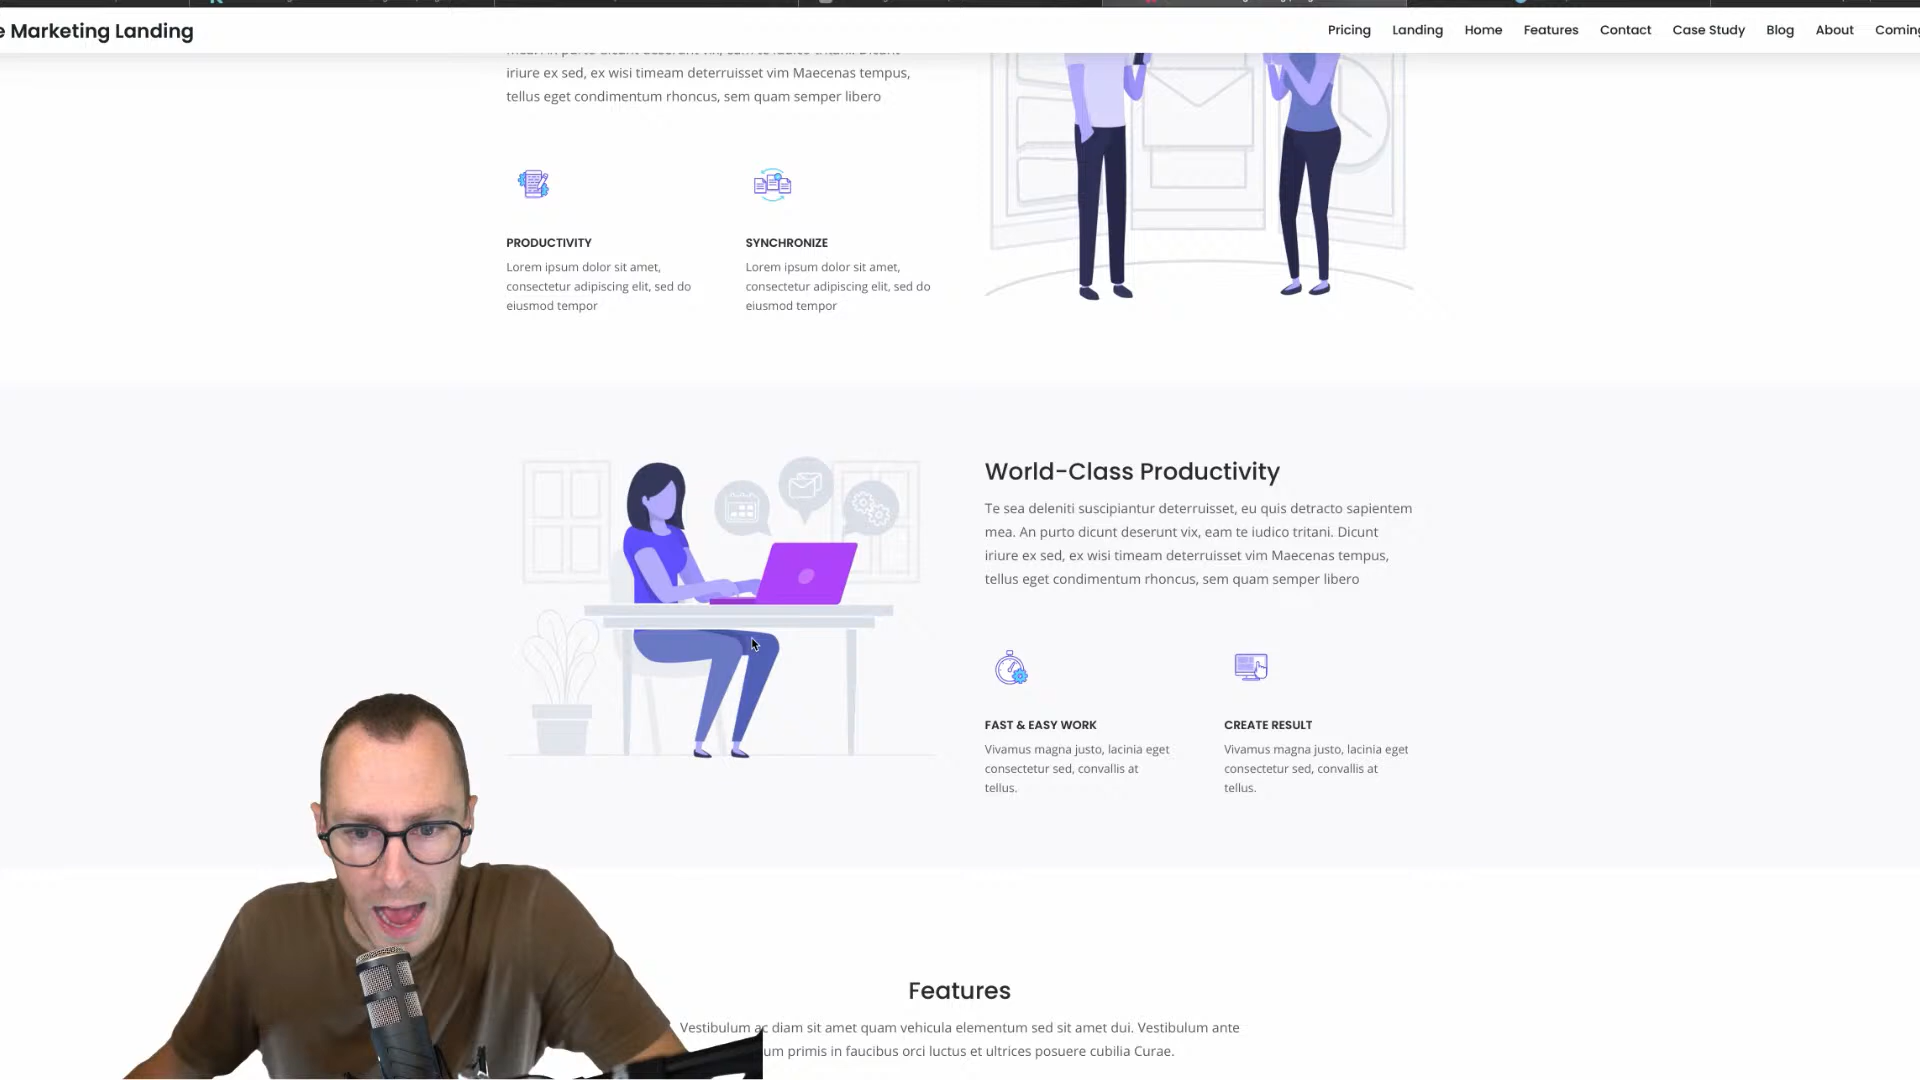 Marketing Landing
Pricing Landing Home Features Contact Case Study Blog About Coming
iriure ex sed, ex wisi timeam deterruisset vim Maecenas tempus,
tellus eget condimentum rhoncus, sem quam semper libero
PRODUCTIVITY
Lorem ipsum dolor sit amet,
consectetur adipiscing elit, sed do
eiusmod tempor
SYNCHRONIZE
Lorem ipsum dolor sit amet,
consectetur adipiscing elit, sed do
eiusmod tempor
World-Class Productivity
Te sea deleniti suscipiantur deterruisset, eu quis detracto sapientem
mea. An purto dicunt deserunt vix, eam te iudico tritani. Dicunt
iriure ex sed, ex wisi timeam deterruisset vim Maecenas tempus,
tellus eget condimentum rhoncus, sem quam semper libero
FAST & EASY WORK
Vivamus magna justo, lacinia eget
consectetur sed, convallis at
tellus.
CREATE RESULT
Vivamus magna justo, lacinia eget
consectetur sed, convallis at
tellus.
Features
Vestibulum ac diam sit amet quam vehicula elementum sed sit amet dui. Vestibulum ante
um primis in faucibus orci luctus et ultrices posuere cubilia Curae.